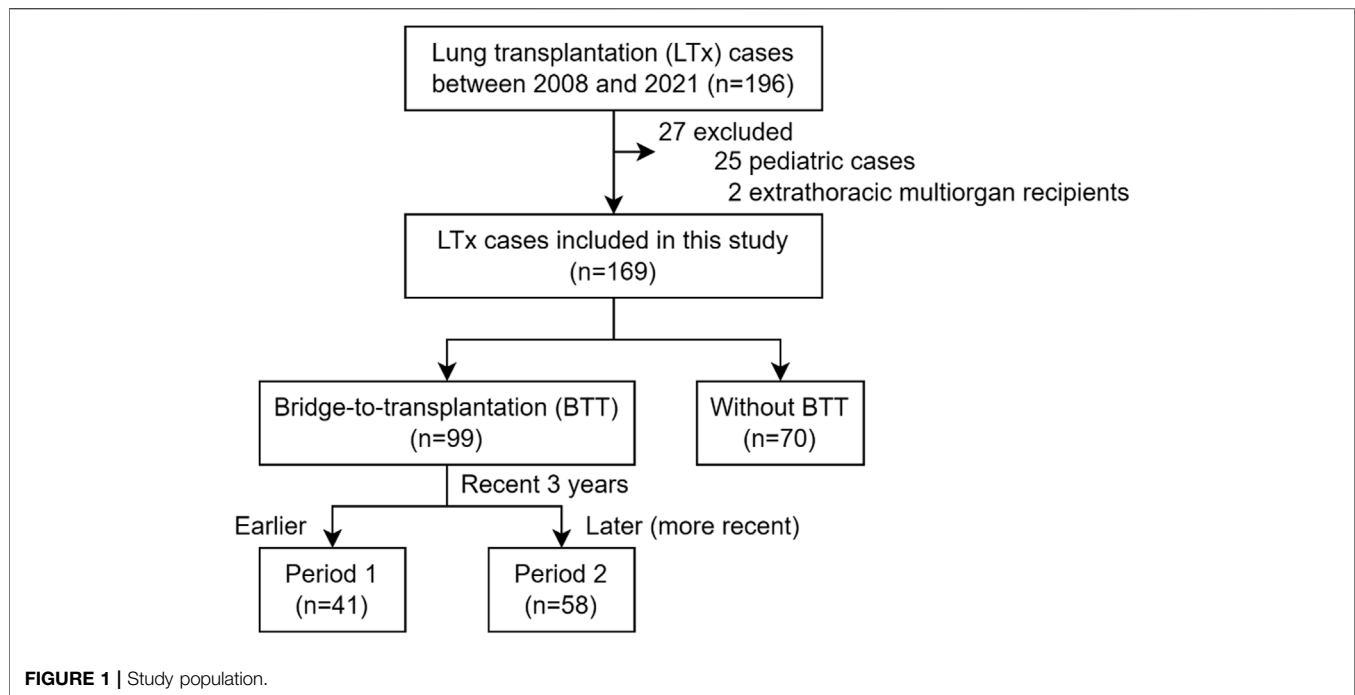 Lung transplantation (LTx) cases
between 2008 and 2021 (n=196)
27 excluded
25 pediatric cases
2 extrathoracic multiorgan recipients
LTx cases included in this study
(n=169)
Bridge-to-transplantation (BTT)
(n=99)
Without BTT
(n=70)
Recent 3 years
Earlier
Later (more recent)
Period 1
(n=41)
Period 2
(n=58)
FIGURE 1 | Study population.